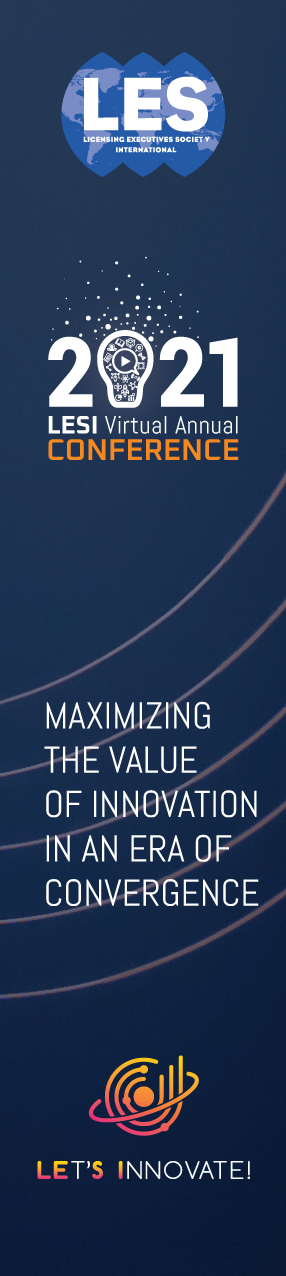 LES
LICENSING EXECUTIVES SOCIETY
INTERNATIONAL
2021
LESI Virtual Annual
CONFERENCE
MAXIMIZING
THE VALUE
OF INNOVATION
IN AN ERA OF
CONVERGENCE
LET'S INNOVATE!